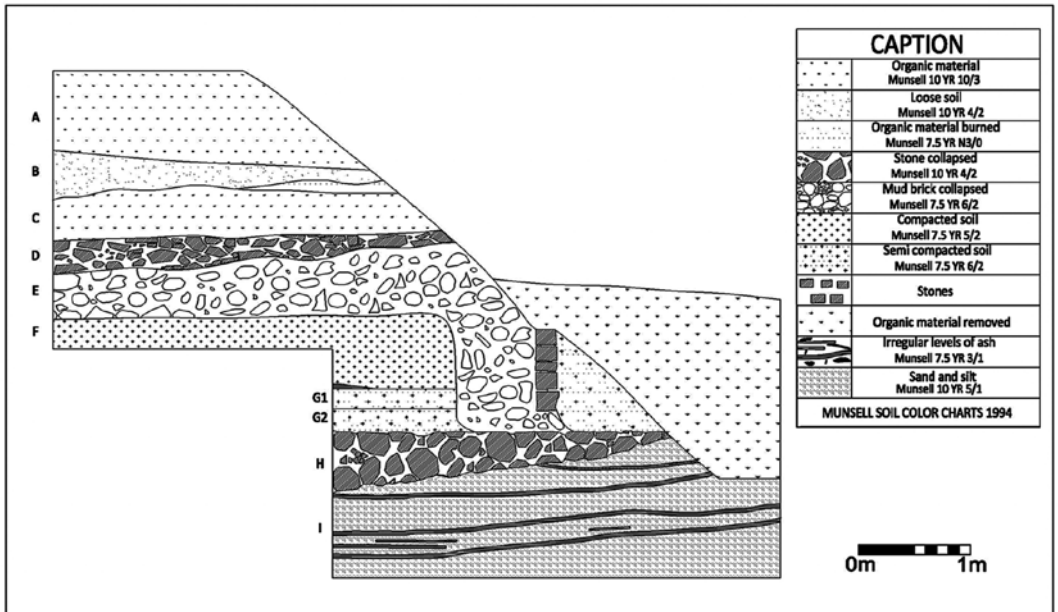 A
B
C
D
E
F
G1
G2
H
I
CAPTION
Organic material
Munsell 10 YR 10/3
Loose soil
Munsell 10 YR 4/2
Organic material burned
Munsell 7.5 YR N3/0
Stone collapsed
Munsell 10 YR 4/2
Mud brick collapsed
Munsell 7.5 YR 6/2
Compacted soil
Munsell 7.5 YR 5/2
Semi compacted soil
Munsell 7.5 YR 6/2
Stones
Organic material removed
Irregular levels of ash
Munsell 7.5 YR 3/1
Sand and silt
Munsell 10 YR 5/1
MUNSELL SOIL COLOR CHARTS 1994
0m 1m